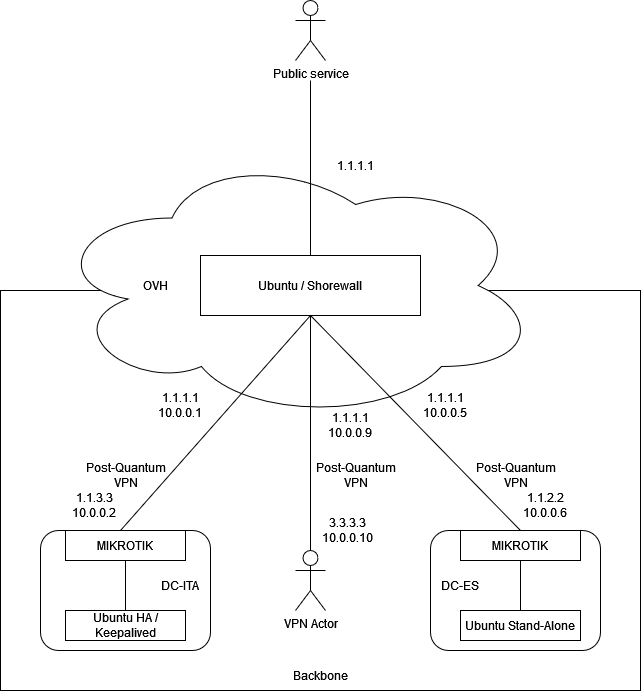 Public service
1.1.1.1
OVH
Ubuntu / Shorewall
1.1.1.1
10.0.0.1
1.1.1.1
10.0.0.9
1.1.1.1
10.0.0.5
Post-Quantum
VPN
Post-Quantum
VPN
Post-Quantum
VPN
1.1.3.3
10.0.0.2
3.3.3.3
10.0.0.10
1.1.2.2
10.0.0.6
MIKROTIK
DC-ITA
Ubuntu HA /
Keepalived
VPN Actor
MIKROTIK
DC-ES
Ubuntu Stand-Alone
Backbone